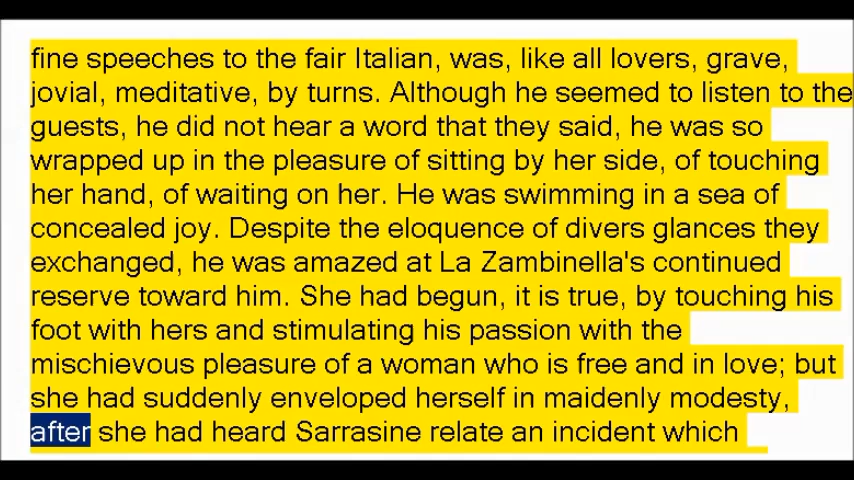 fine speeches to the fair Italian, was, like all lovers, grave,
jovial, meditative, by turns. Although he seemed to listen to the
guests, he did not hear a word that they said, he was so
wrapped up in the pleasure of sitting by her side, of touching
her hand, of waiting on her. He was swimming in a sea of
concealed joy. Despite the eloquence of divers glances they
exchanged, he was amazed at La Zambinella's continued
reserve toward him. She had begun, it is true, by touching his
foot with hers and stimulating his passion with the
mischievous pleasure of a woman who is free and in love; but
she had suddenly enveloped herself in maidenly modesty,
after she had heard Sarrasine relate an incident which